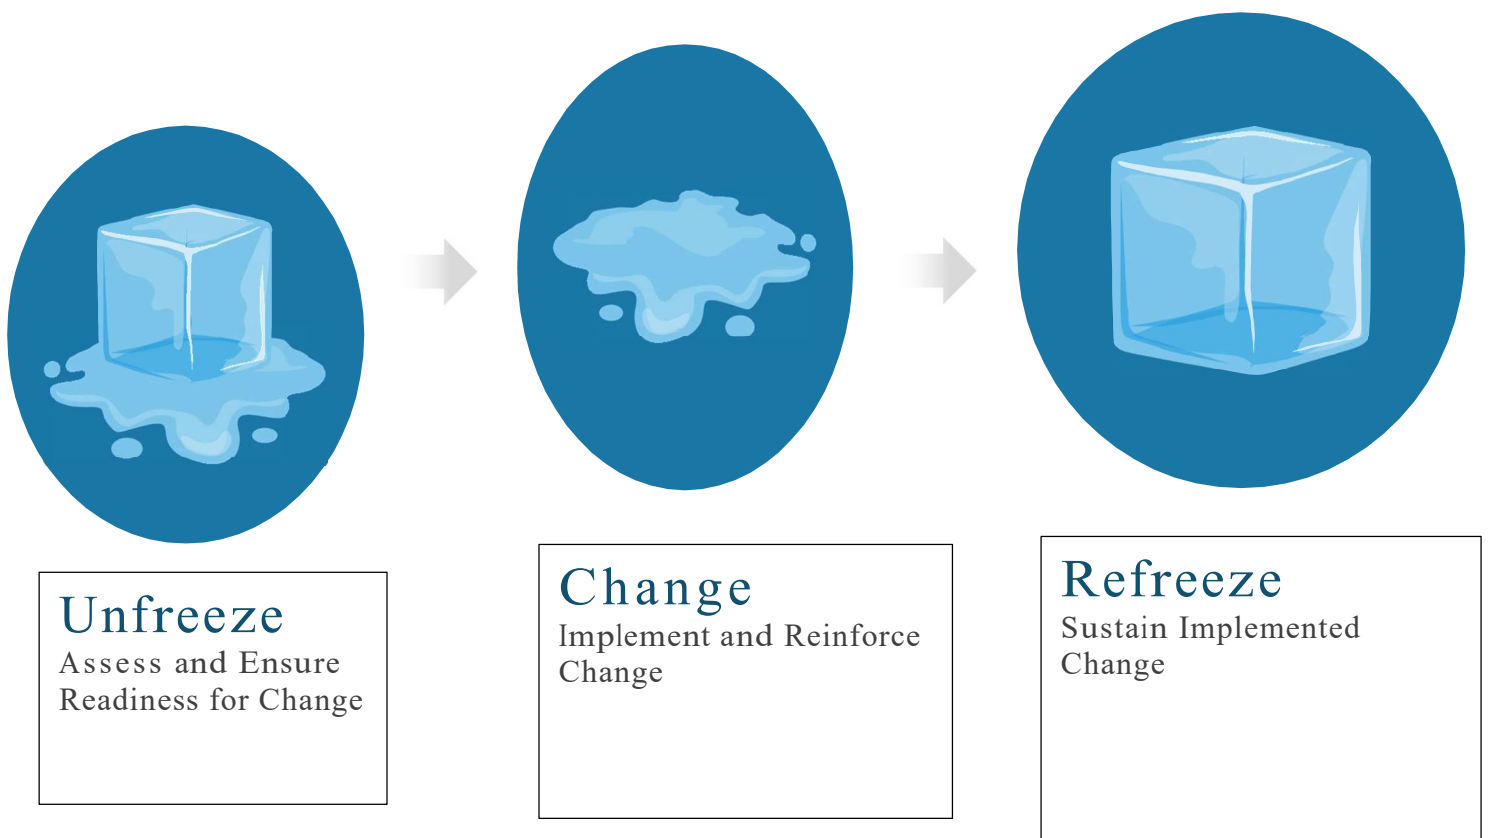 Unfreeze
Assess and Ensure
Readiness for Change
Change
Implement and Reinforce
Change
Refreeze
Sustain Implemented
Change